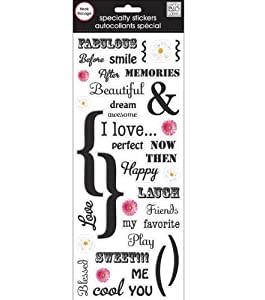 specialty stickers
autocollants spécial
FABULOUS
Before smile
After MEMORIES
Beautiful
dream &
awesome
I love...
perfect NOW
THEN
Happy
LAUGH
Love
Friends
my favorite
Play
SWEET!!!
Blessed
ME
cool YOU